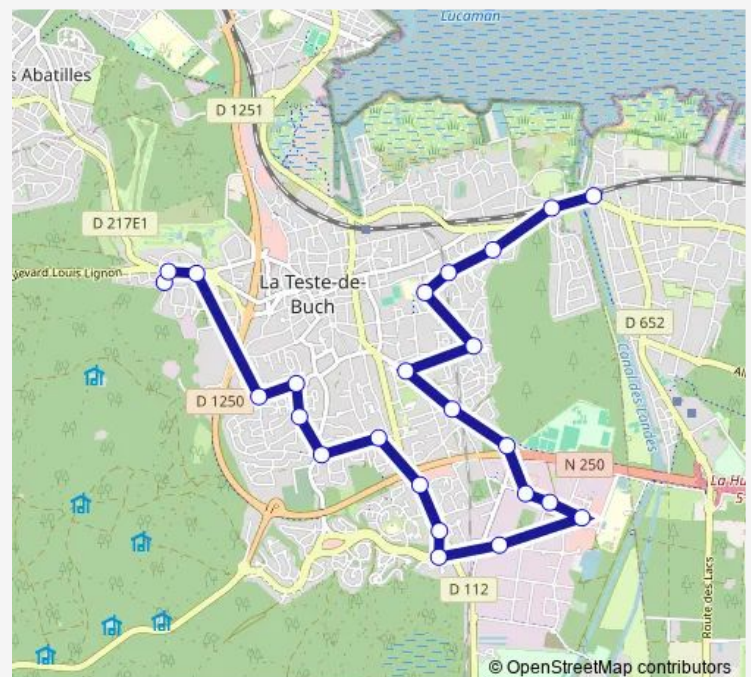 Lucaman
s Abatilles
D 1251
D 217E1
evard Louis Lignon
La Teste-de-
Buch
D 652
Canal des Landes
D 1250
N 250
La Hu
D 112
Route des Lacs
© OpenStreetMap contributors